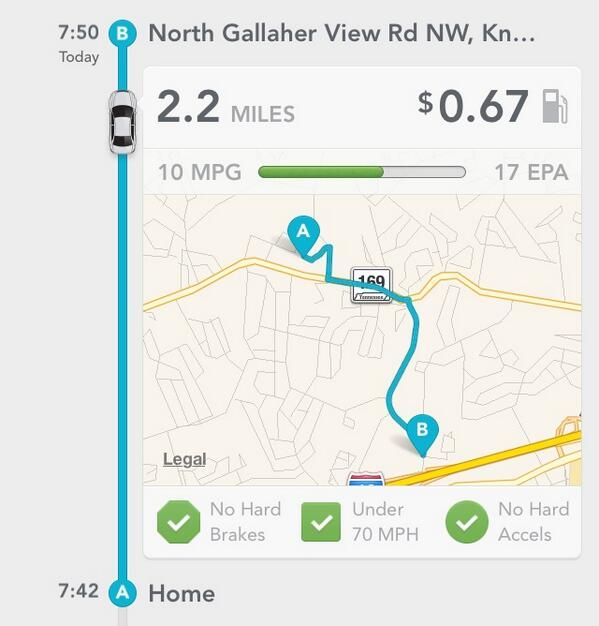 7:50
Today
B
North Gallaher View Rd NW, Kn...
2.2 MILES
$0.67
10 MPG
17 EPA
A
169
Tennessee
B
Legal
No Hard
Brakes
Under
70 MPH
No Hard
Accels
7:42
A
Home